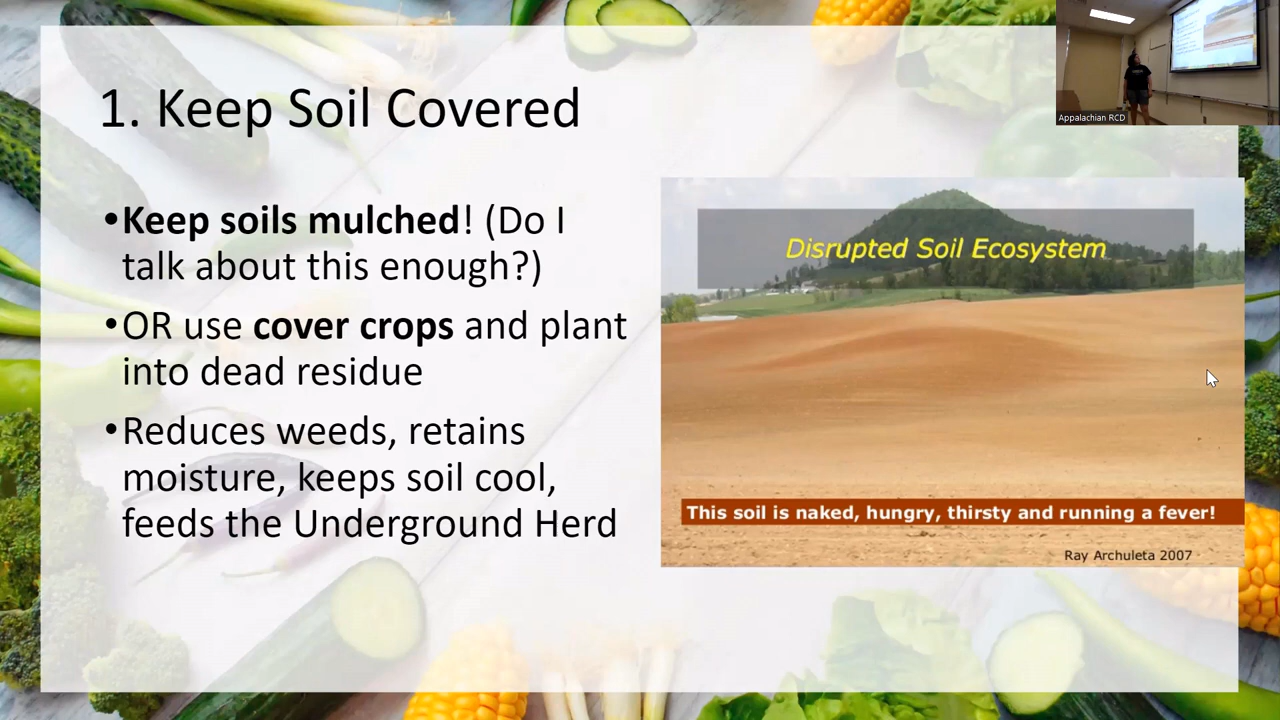 1. Keep Soil Covered
•Keep soils mulched! (Do I
talk about this enough?)
•OR use cover crops and plant
into dead residue
•Reduces weeds, retains
moisture, keeps soil cool,
feeds the Underground Herd
Disrupted Soil Ecosystem
This soil is naked, hungry, thirsty and running a fever!
Ray Archuleta 2007
Appalachian RCD